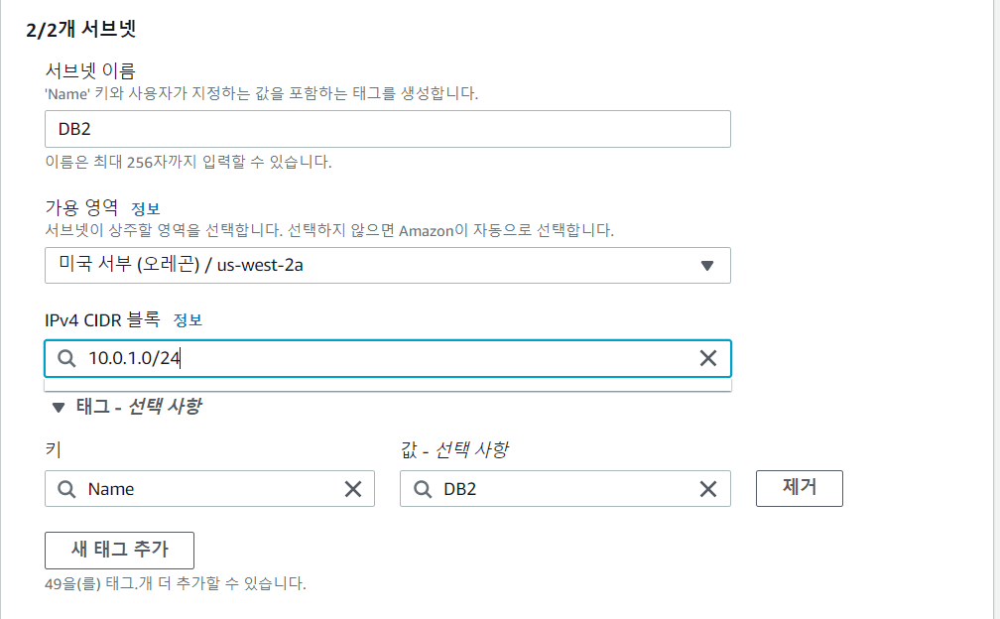 2/2개 서브넷
서브넷 이름
'Name' 키와 사용자가 지정하는 값을 포함하는 태그를 생성합니다.
DB2
이름은 최대 256자까지 입력할 수 있습니다.
가용 영역 정보
서브넷이 상주할 영역을 선택합니다. 선택하지 않으면 Amazon이 자동으로 선택합니다.
미국 서부 (오레곤) / us-west-2a
IPv4 CIDR 블록 정보
10.0.1.0/24
태그 - 선택 사항
키 값 - 선택 사항
Name DB2 제거
새 태그 추가
49을(를) 태그.개 더 추가할 수 있습니다.